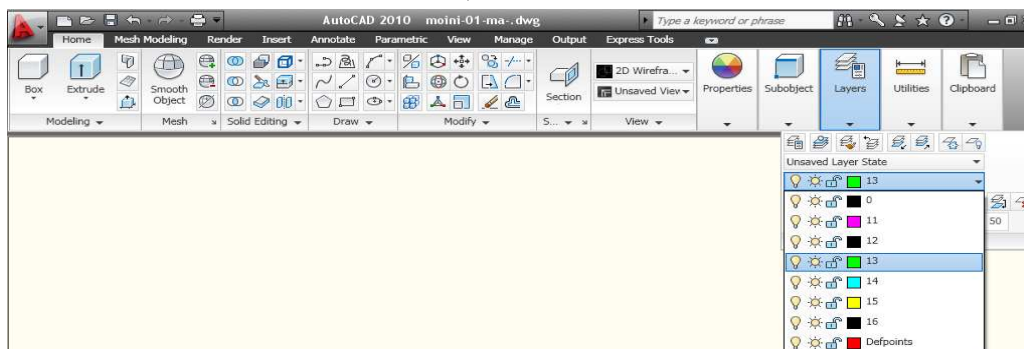 AutoCAD 2010 moini-01-ma-.dwg Type a keyword or phrase
Home Mesh Modeling Render Insert Annotate Parametric View Manage Output Express Tools
2D Wirefra...
Unsaved View
Box Extrude Smooth Object Section Properties Subobject Layers Utilities Clipboard
Modeling Mesh Solid Editing Draw Modify S... View
Unsaved Layer State
13
0
11
50
12
13
14
15
16
Defpoints